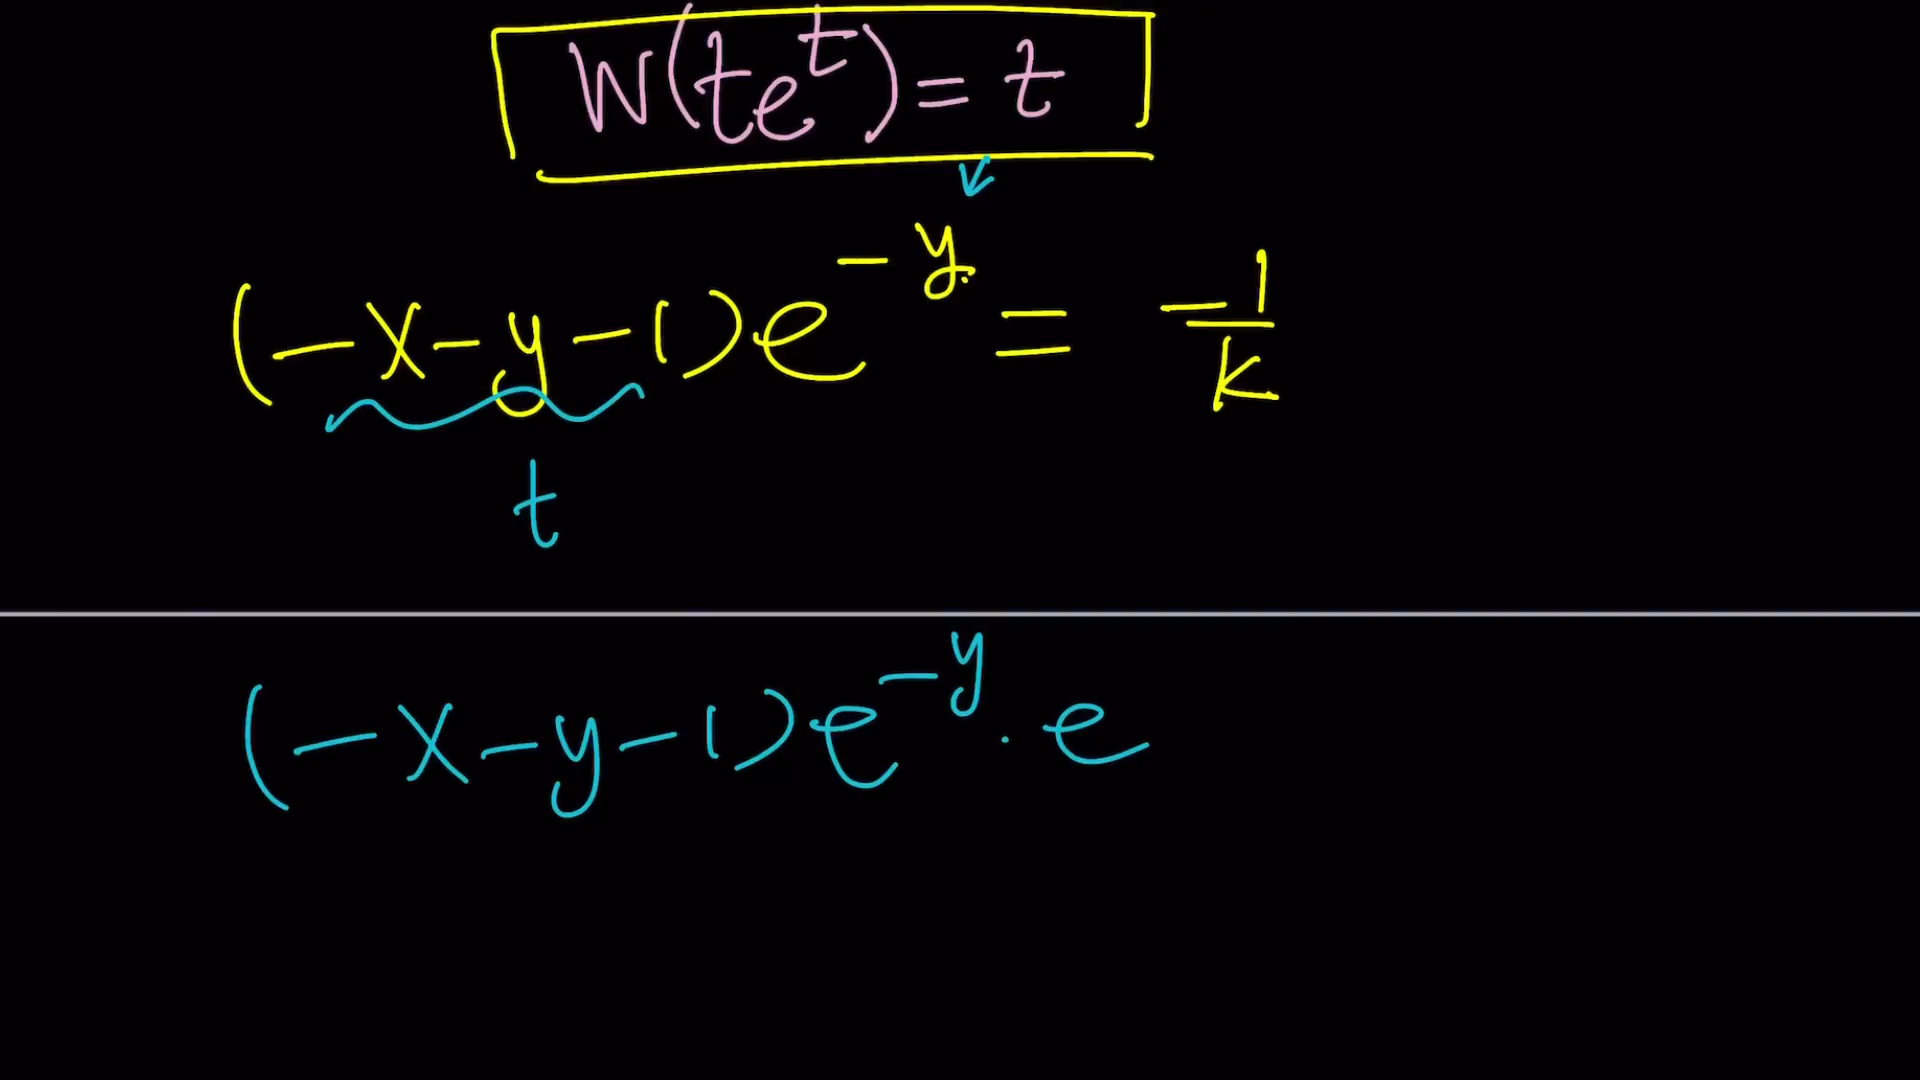 W(te^t) = t
(-x-y-1)e^{-y} = -1/k
t
(-x-y-1)e^{-y} · e